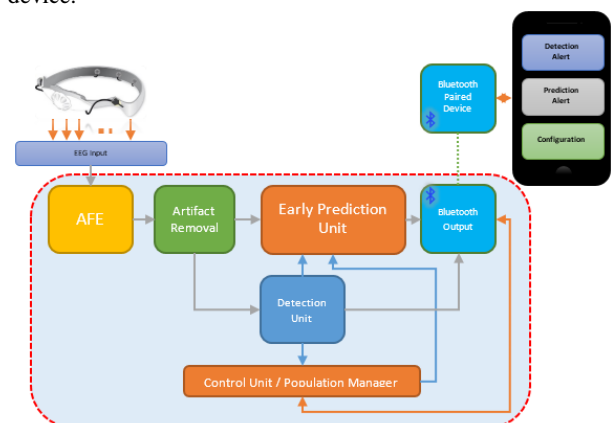 device.
Detection
Alert
Prediction
Alert
Configuration
Bluetooth
Paired
Device
EEG Input
AFE
Artifact
Removal
Early Prediction
Unit
Bluetooth
Output
Detection
Unit
Control Unit / Population Manager